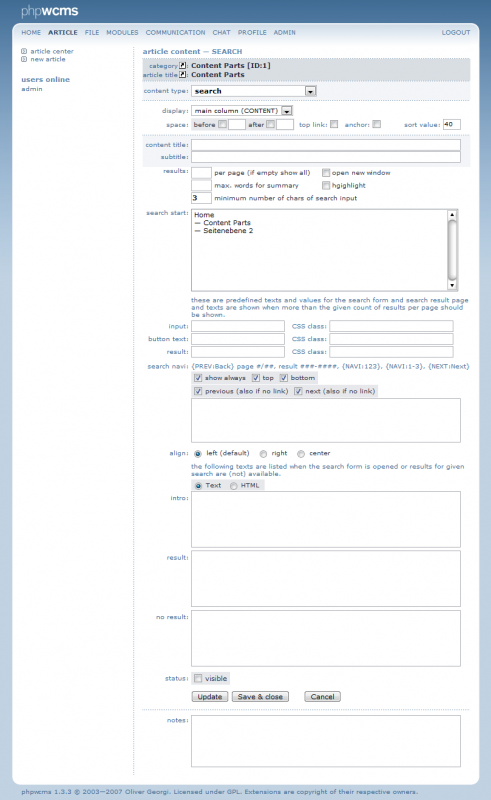 phpwcms
HOME ARTICLE FILE MODULES COMMUNICATION CHAT PROFILE ADMIN LOGOUT
article center
new article
users online
admin
article content — SEARCH
category: Content Parts [ID:1]
article title: Content Parts
content type: search
display: main column (CONTENT)
space: before after top link: anchor: sort value: 40
content title:
subtitle:
results: per page (if empty show all) open new window
max. words for summary hgighlight
3 minimum number of chars of search input
search start: Home
— Content Parts
— Seitenebene 2
these are predefined texts and values for the search form and search result page
and texts are shown when more than the given count of results per page should
be shown.
input: CSS class:
button text: CSS class:
result: CSS class:
search navi: {PREV:Back} page #/##, result ###-####, {NAVI:123}, {NAVI:1-3}, {NEXT:Next}
show always top bottom
previous (also if no link) next (also if no link)
align: left (default) right center
the following texts are listed when the search form is opened or results for given
search are (not) available.
Text HTML
intro:
result:
no result:
status: visible
Update Save & close Cancel
notes:
phpwcms 1.3.3 © 2003—2007 Oliver Georgi. Licensed under GPL. Extensions are copyright of their respective owners.